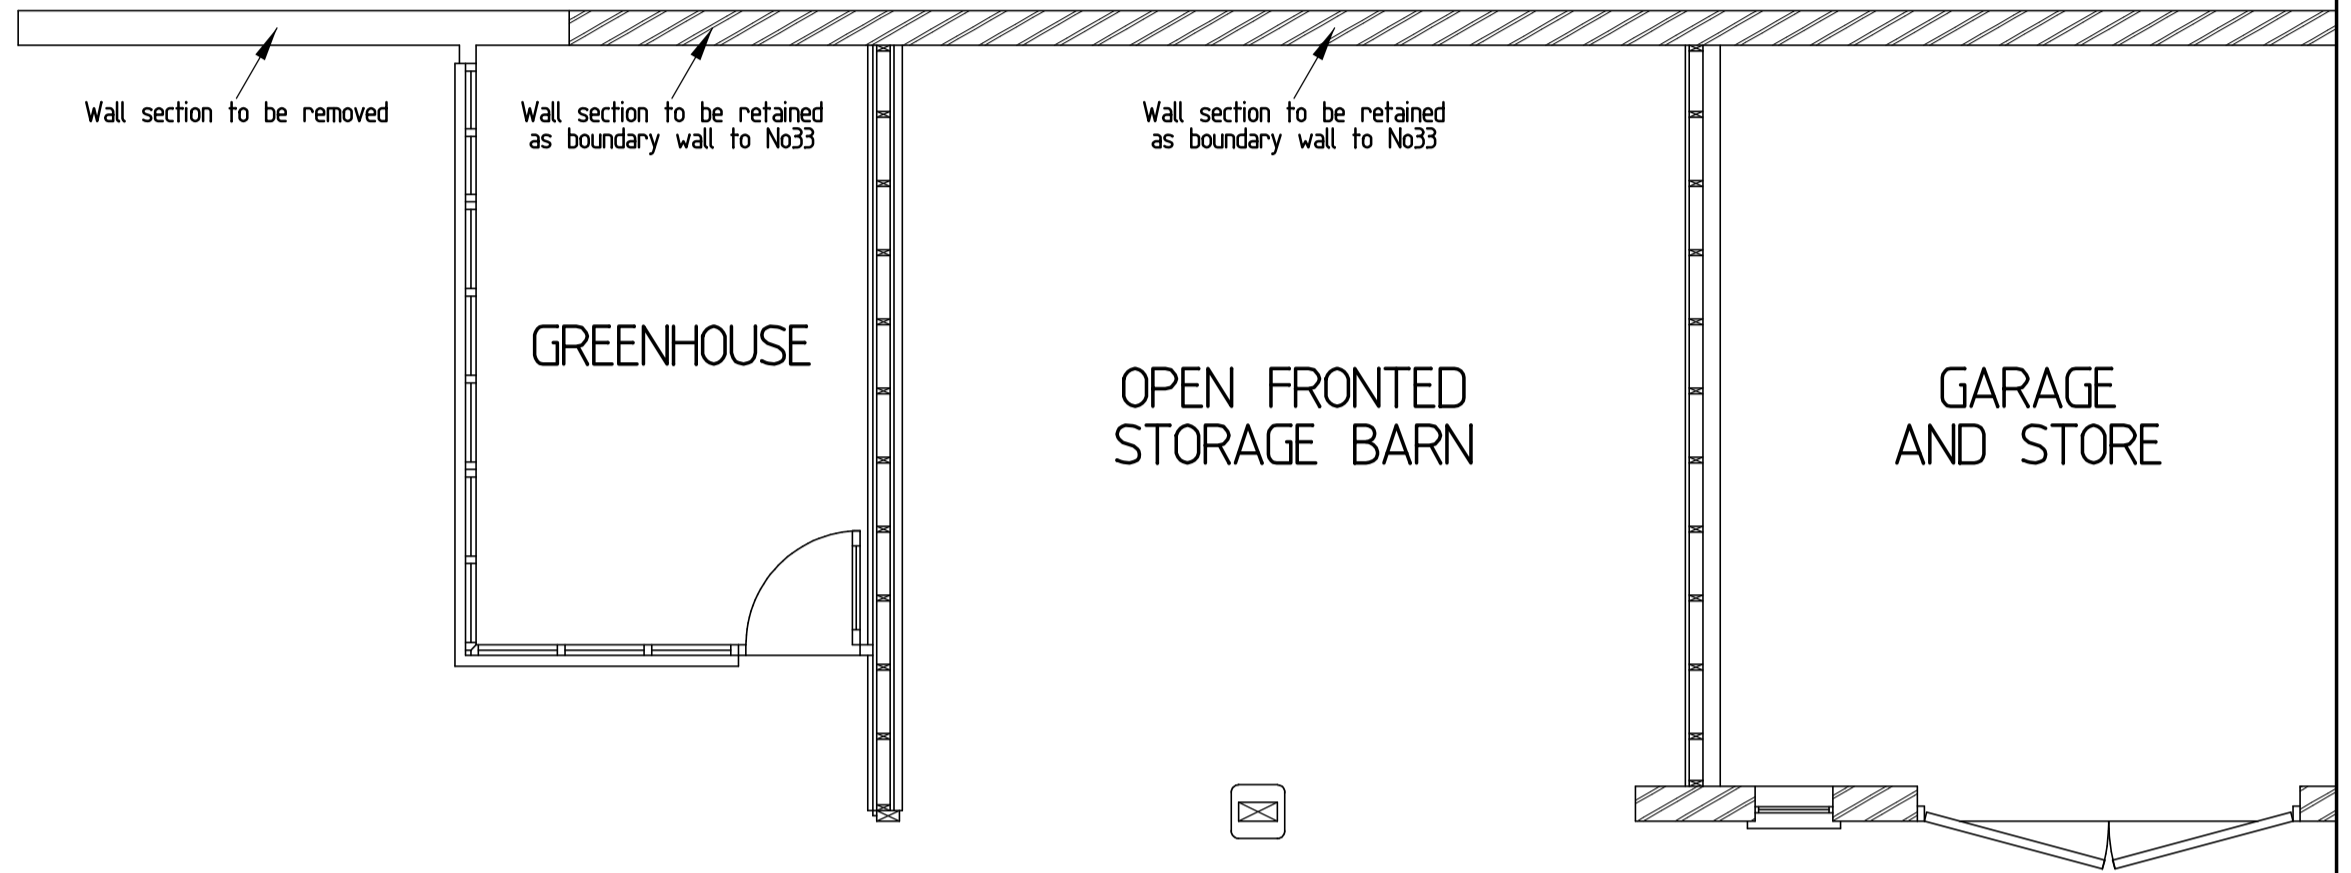 Wall section to be removed
Wall section to be retained
as boundary wall to No33
Wall section to be retained
as boundary wall to No33
GREENHOUSE
OPEN FRONTED
STORAGE BARN
GARAGE
AND STORE